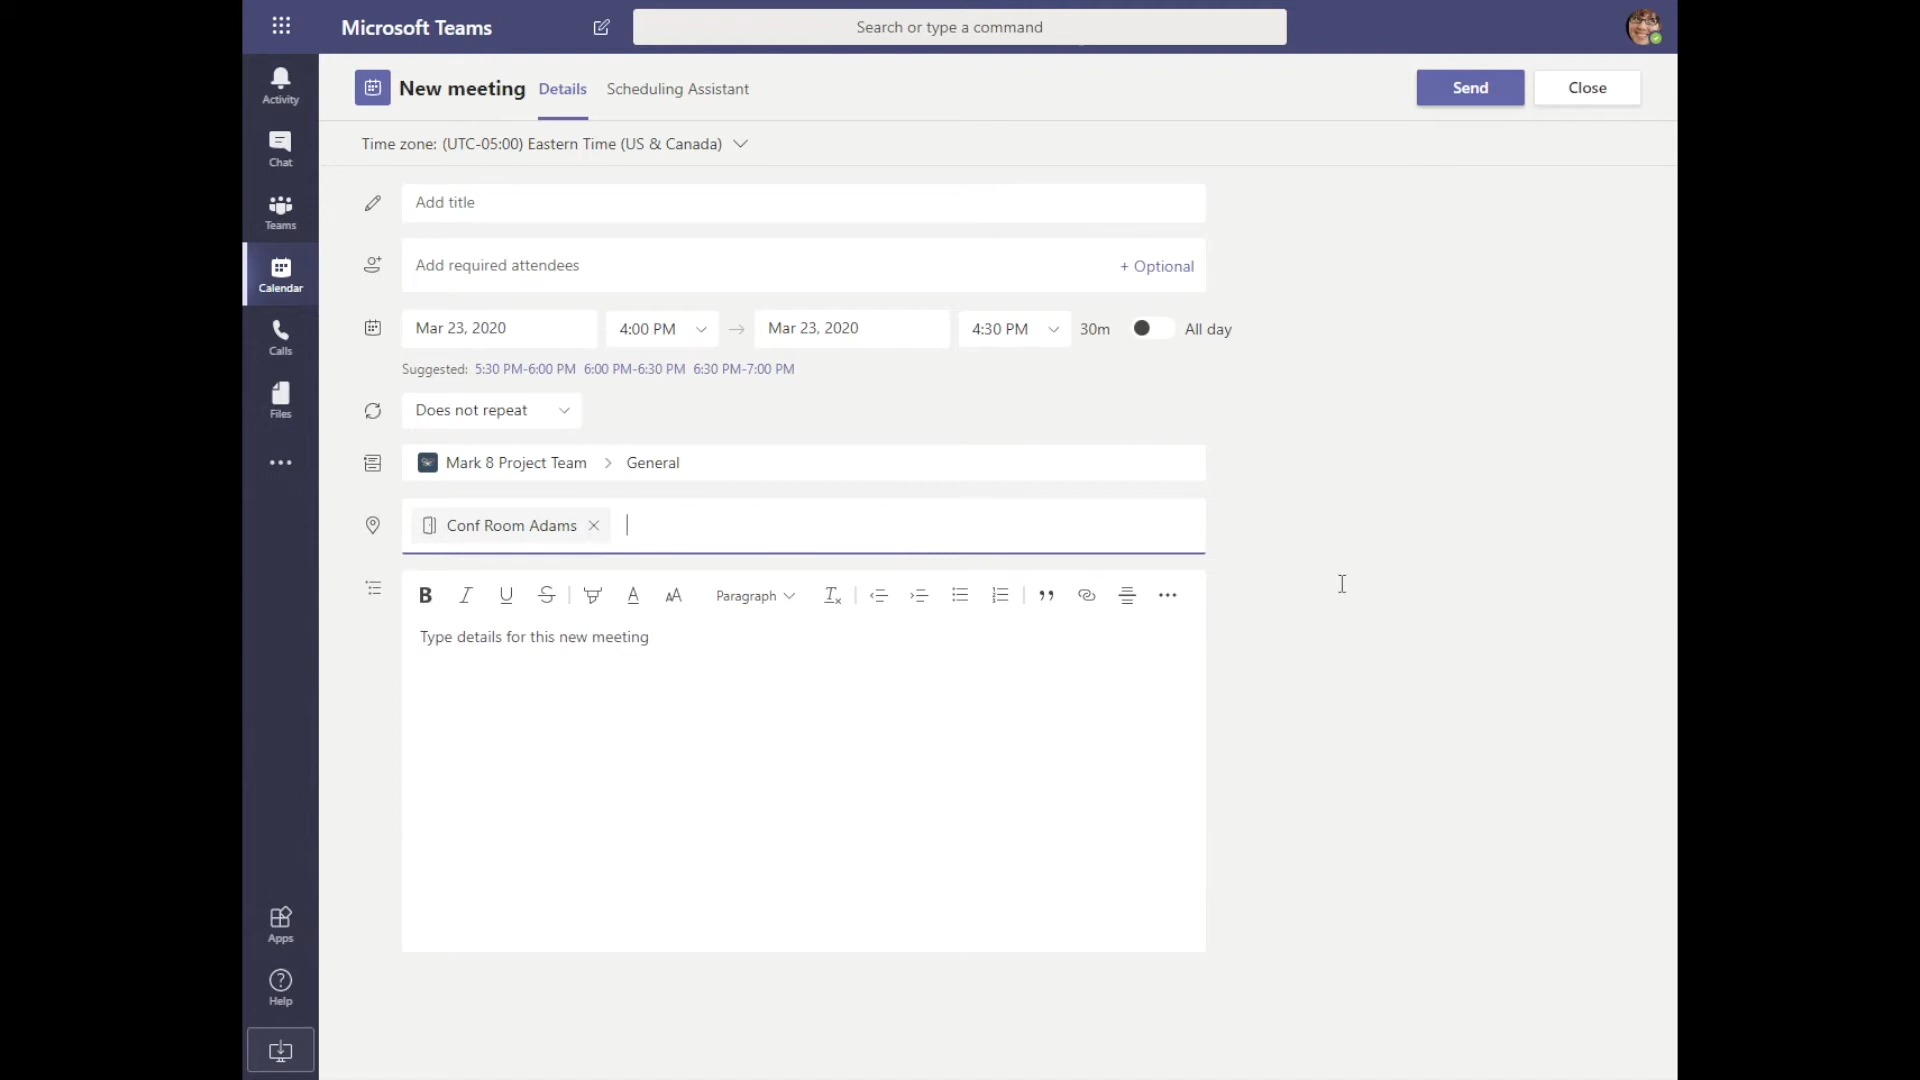 Microsoft Teams
Search or type a command
Activity
Chat
Teams
Calendar
Calls
Files
Apps
Help
New meeting Details Scheduling Assistant
Send Close
Time zone: (UTC-05:00) Eastern Time (US & Canada)
Add title
Add required attendees + Optional
Mar 23, 2020 4:00 PM → Mar 23, 2020 4:30 PM 30m All day
Suggested: 5:30 PM-6:00 PM 6:00 PM-6:30 PM 6:30 PM-7:00 PM
Does not repeat
Mark 8 Project Team > General
Conf Room Adams
Paragraph
Type details for this new meeting